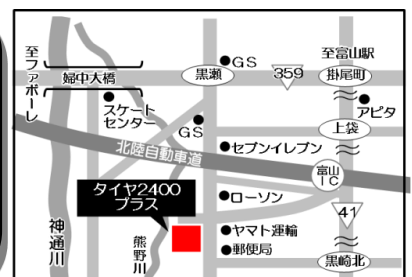 至ファボーレ
婦中大橋
スケート
センター
GS
黒瀬
359
至富山駅
掛尾町
アピタ
上袋
GS
北陸自動車道
セブンイレブン
富山
IC
タイヤ2400
プラス
ローソン
41
ヤマト運輸
郵便局
黒崎北
神通川
熊野川